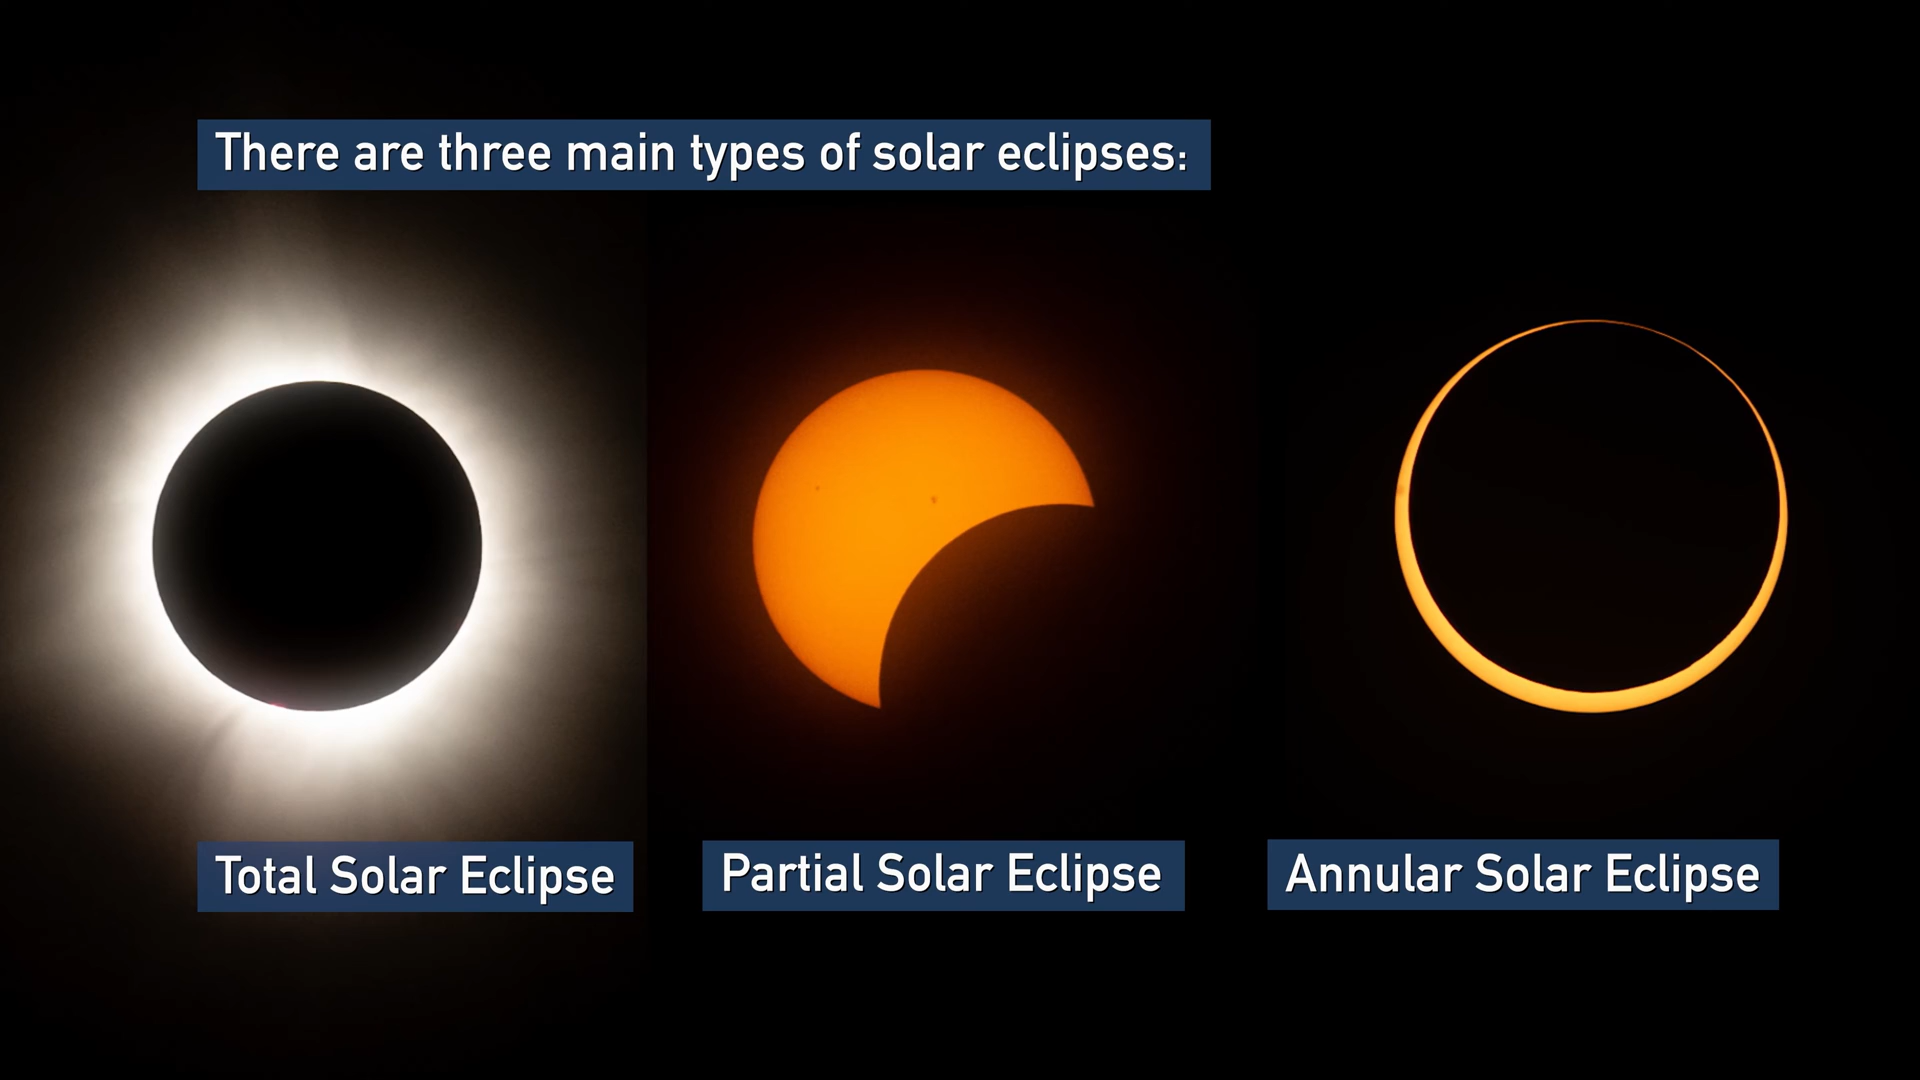 There are three main types of solar eclipses:
Total Solar Eclipse
Partial Solar Eclipse
Annular Solar Eclipse